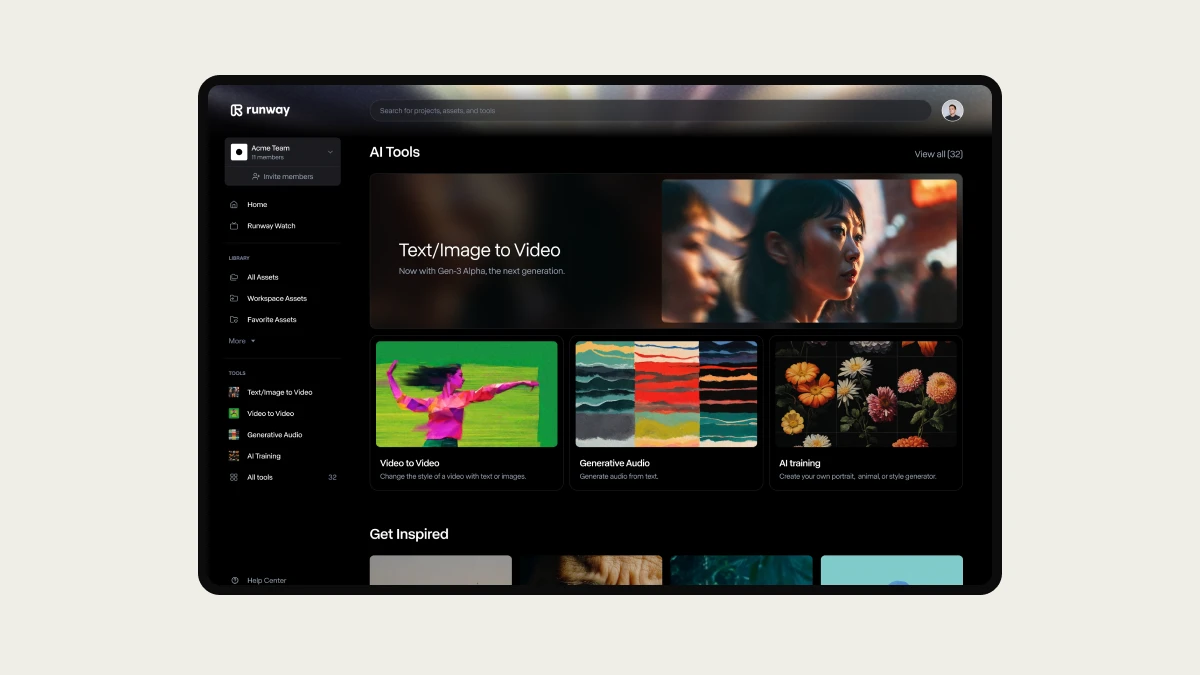 runway
Search for projects, assets, and tools
Acme Team
11 members
Invite members
Home
Runway Watch
LIBRARY
All Assets
Workspace Assets
Favorite Assets
More
TOOLS
Text/Image to Video
Video to Video
Generative Audio
AI Training
All tools 32
Help Center
AI Tools
View all (32)
Text/Image to Video
Now with Gen-3 Alpha, the next generation.
Video to Video
Change the style of a video with text or images.
Generative Audio
Generate audio from text.
AI training
Create your own portrait, animal, or style generator.
Get Inspired